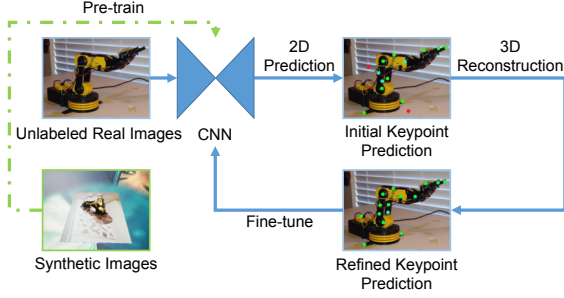 Pre-train
2D
Prediction
3D
Reconstruction
Unlabeled Real Images
CNN
Initial Keypoint
Prediction
Fine-tune
Synthetic Images
Refined Keypoint
Prediction